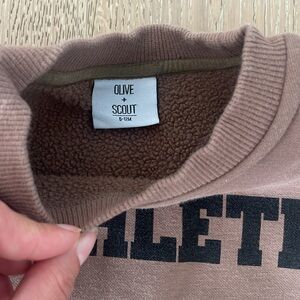 OLIVE
+
SCOUT
6-12M
HLETI